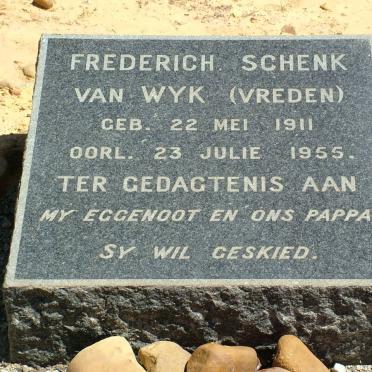 FREDERICH SCHENK
VAN WYK (VREDEN)
GEB. 22 MEI 1911
OORL. 23 JULIE 1955.
TER GEDAGTENIS AAN
MY EGGENOOT EN ONS PAPPA
SY WIL GESKIED.